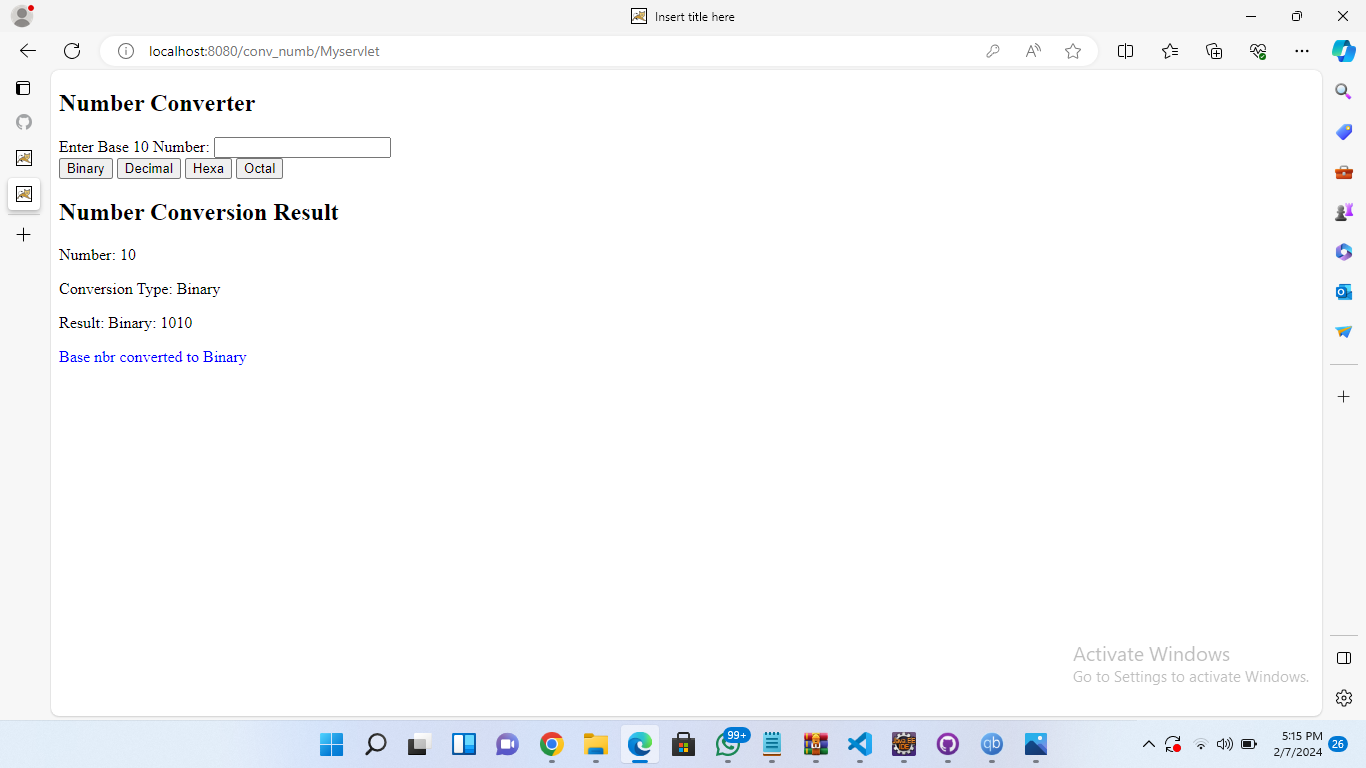 Insert title here
localhost:8080/conv_numb/Myservlet
Number Converter
Enter Base 10 Number:
Binary Decimal Hexa Octal
Number Conversion Result
Number: 10
Conversion Type: Binary
Result: Binary: 1010
Base nbr converted to Binary
Activate Windows
Go to Settings to activate Windows.
99+
5:15 PM
2/7/2024
26